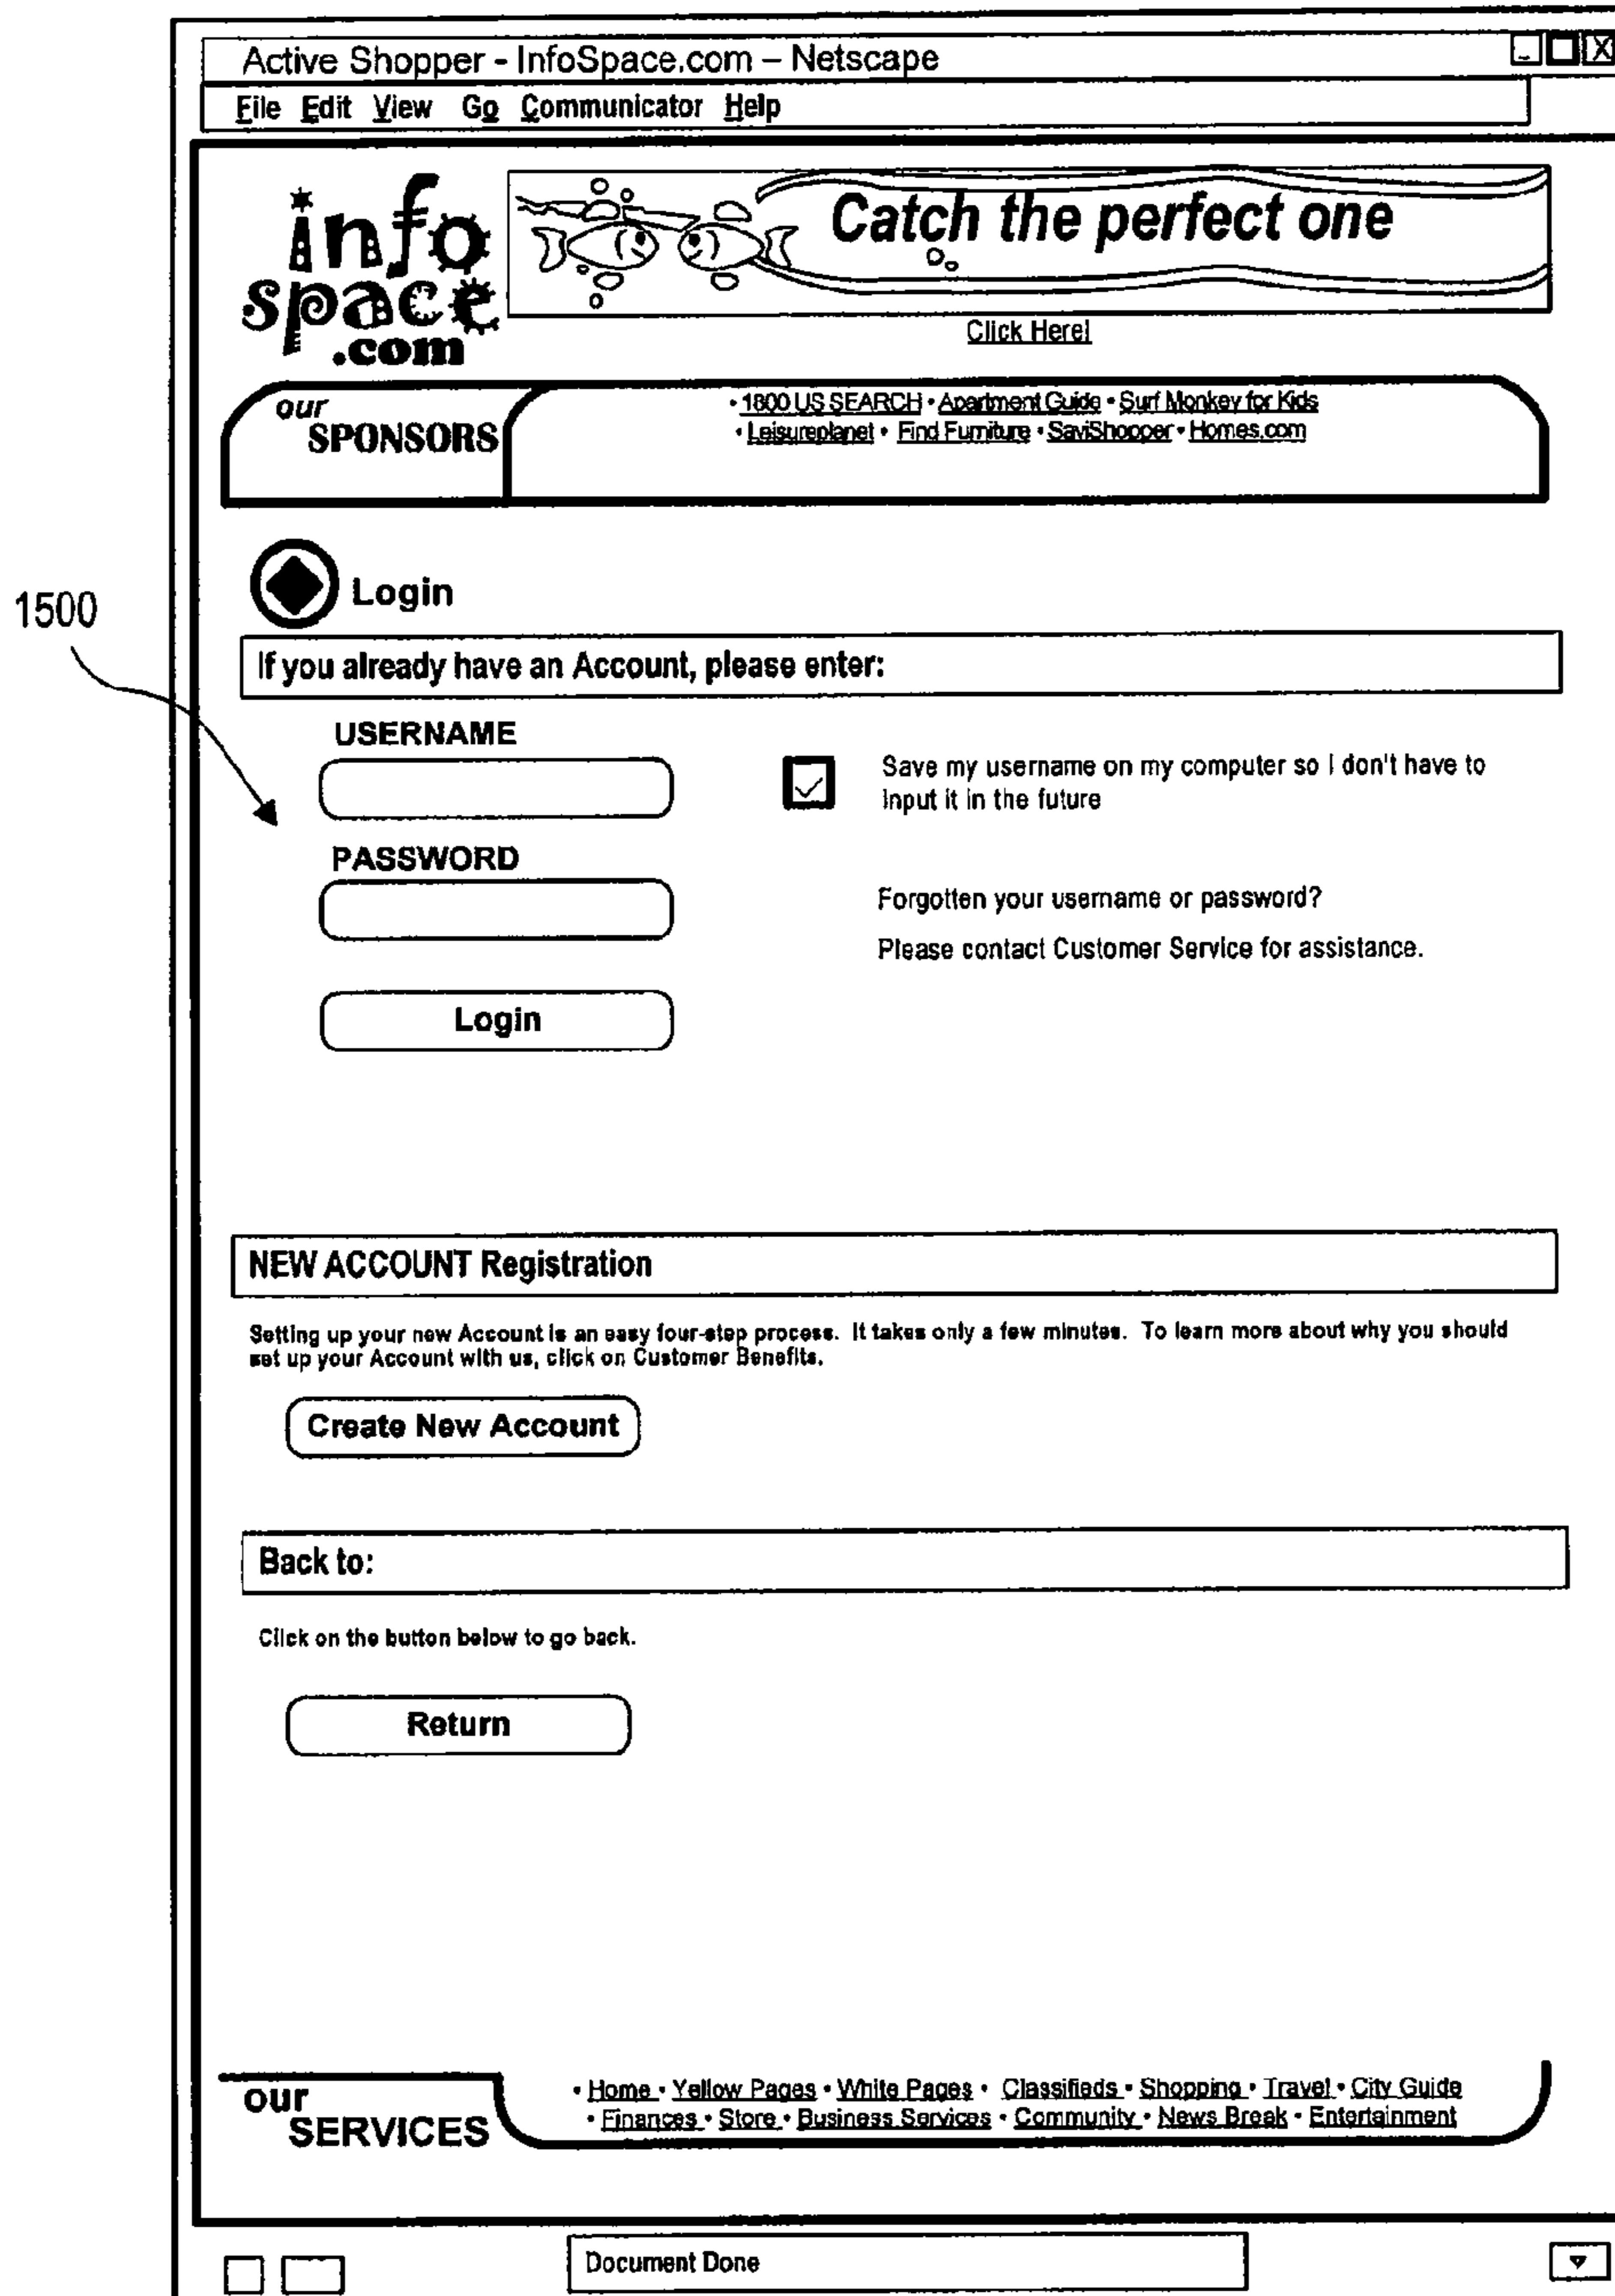 Active Shopper - InfoSpace.com – Netscape
File Edit View Go Communicator Help
info
space
.com
Catch the perfect one
Click Here!
our
SPONSORS
• 1800 US SEARCH • Apartment Guide • Surf Monkey for Kids
• Leisureplanet • Find Furniture • SaviShopper • Homes.com
1500
Login
If you already have an Account, please enter:
USERNAME
Save my username on my computer so I don't have to
Input it in the future
PASSWORD
Forgotten your username or password?
Please contact Customer Service for assistance.
Login
NEW ACCOUNT Registration
Setting up your new Account is an easy four-step process. It takes only a few minutes. To learn more about why you should
set up your Account with us, click on Customer Benefits.
Create New Account
Back to:
Click on the button below to go back.
Return
our
SERVICES
• Home • Yellow Pages • White Pages • Classifieds • Shopping • Travel • City Guide
• Finances • Store • Business Services • Community • News Break • Entertainment
Document Done